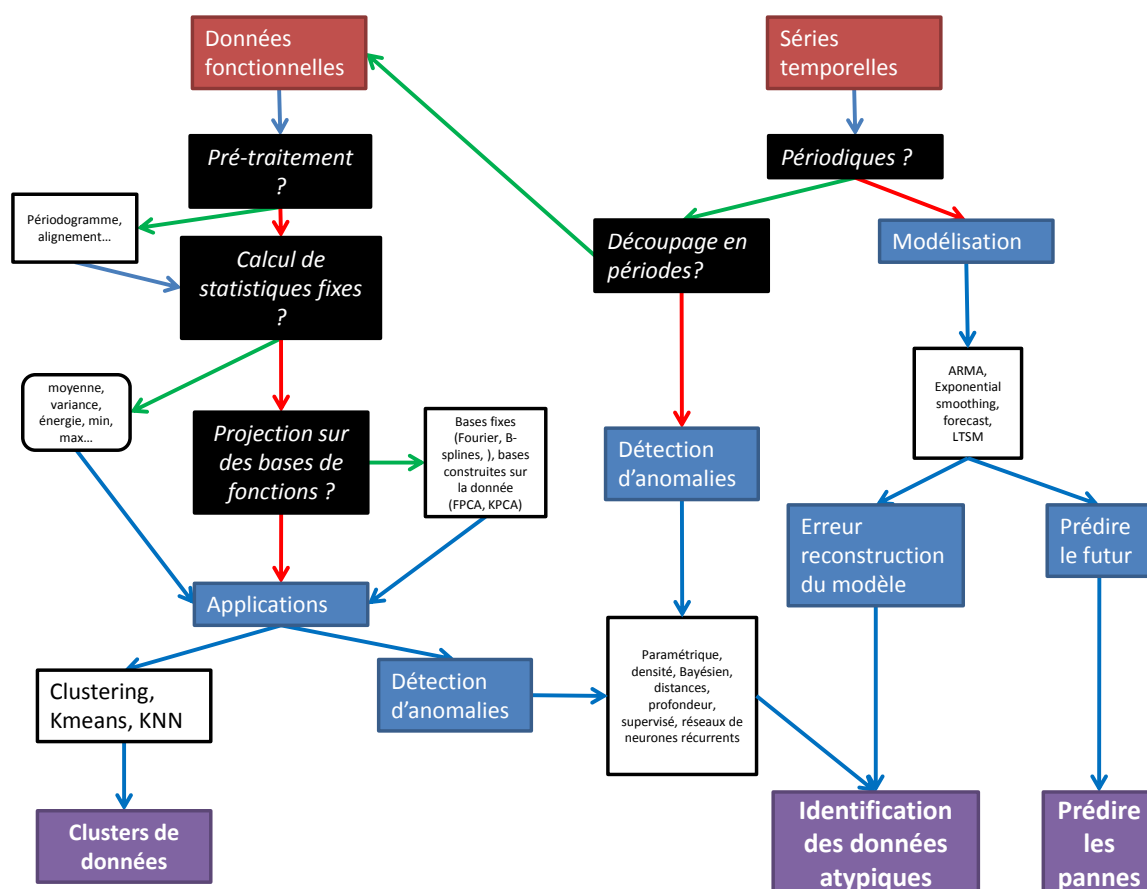 Données
fonctionnelles
Séries
temporelles
Pré-traitement
?
Périodiques ?
Périodogramme,
alignement…
Découpage en
périodes?
Modélisation
Calcul de
statistiques fixes
?
moyenne,
variance,
énergie, min,
max…
Projection sur
des bases de
fonctions ?
Bases fixes
(Fourier, B-
splines, ), bases
construites sur
la donnée
(FPCA, KPCA)
Détection
d’anomalies
ARMA,
Exponential
smoothing,
forecast,
LTSM
Erreur
reconstruction
du modèle
Prédire
le futur
Applications
Clustering,
Kmeans, KNN
Détection
d’anomalies
Paramétrique,
densité, Bayésien,
distances,
profondeur,
supervisé, réseaux de
neurones récurrents
Clusters de
données
Identification
des données
atypiques
Prédire
les
pannes